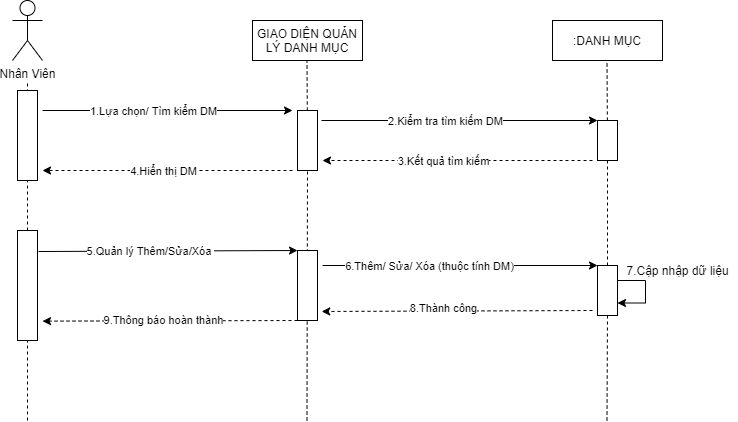 GIAO DIỆN QUẢN
LÝ DANH MỤC
:DANH MỤC
Nhân Viên
1.Lựa chọn/ Tìm kiếm DM
2.Kiểm tra tìm kiếm DM
3.Kết quả tìm kiếm
4.Hiển thị DM
5.Quản lý Thêm/Sửa/Xóa
6.Thêm/ Sửa/ Xóa (thuộc tính DM)
7.Cập nhập dữ liệu
8.Thành công
9.Thông báo hoàn thành